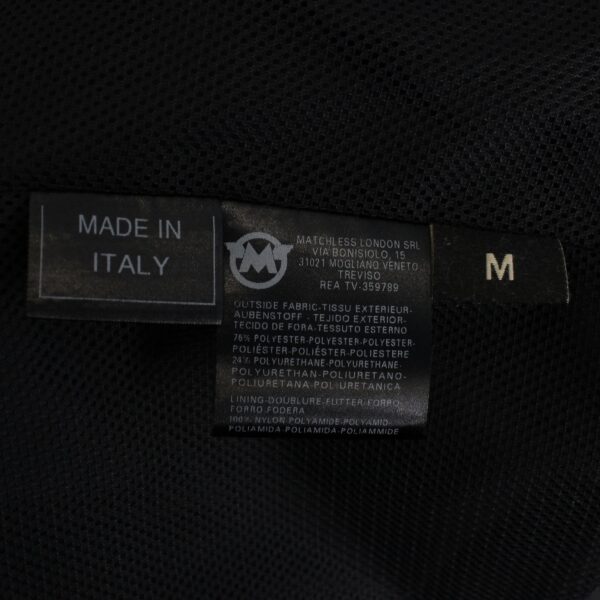 MADE IN
ITALY
M
MATCHLESS LONDON SRL
VIA BONISIOLO, 15
31021 MOGLIANO VENETO
TREVISO
REA TV-359789
OUTSIDE FABRIC-TISSU EXTERIEUR-
AUBENSTOFF - TEJIDO EXTERIOR-
TECIDO DE FORA-TESSUTO ESTERNO
76% POLYESTER-POLYESTER-POLYESTER-
POLIÉSTER-POLIÉSTER-POLIESTERE
24% POLYURETHANE-POLYURETHANE-
POLYURETHAN-POLIURETANO-
POLIURETANA-POLIURETANICA
LINING-DOUBLURE-FLITTER-FORRO
FORRO-FODERA
100% NYLON-POLYAMIDE-POLYAMID-
POLIAMIDA-POLIAMIDA-POLIAMMIDE
M